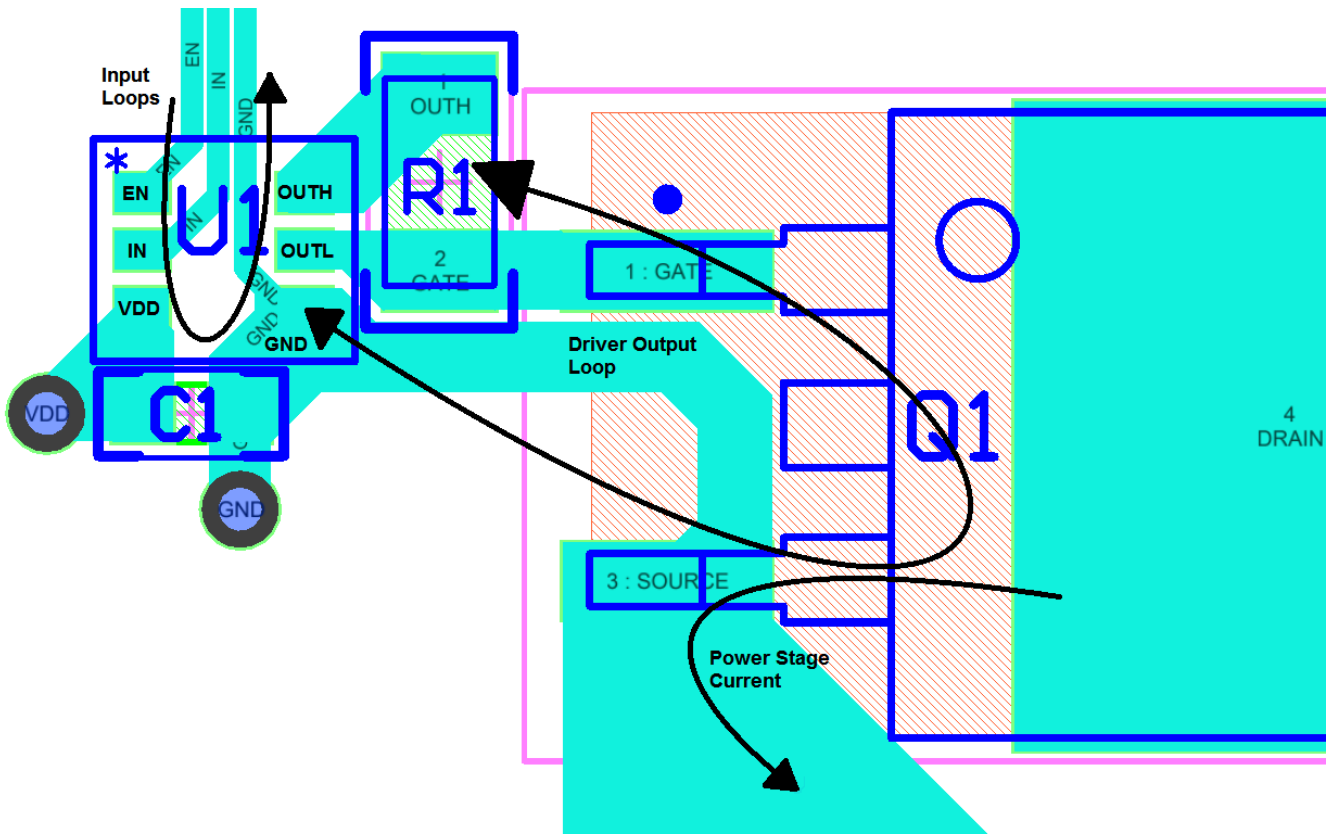 EN
IN
GND
Input
Loops
1
OUTH
EN
IN
GND
GND
*
EN
IN
VDD
U1
OUTH
OUTL
GND
R1
2
GATE
1 : GATE
Driver Output
Loop
VDD
C1
GND
Q1
4
DRAIN
3 : SOURCE
Power Stage
Current